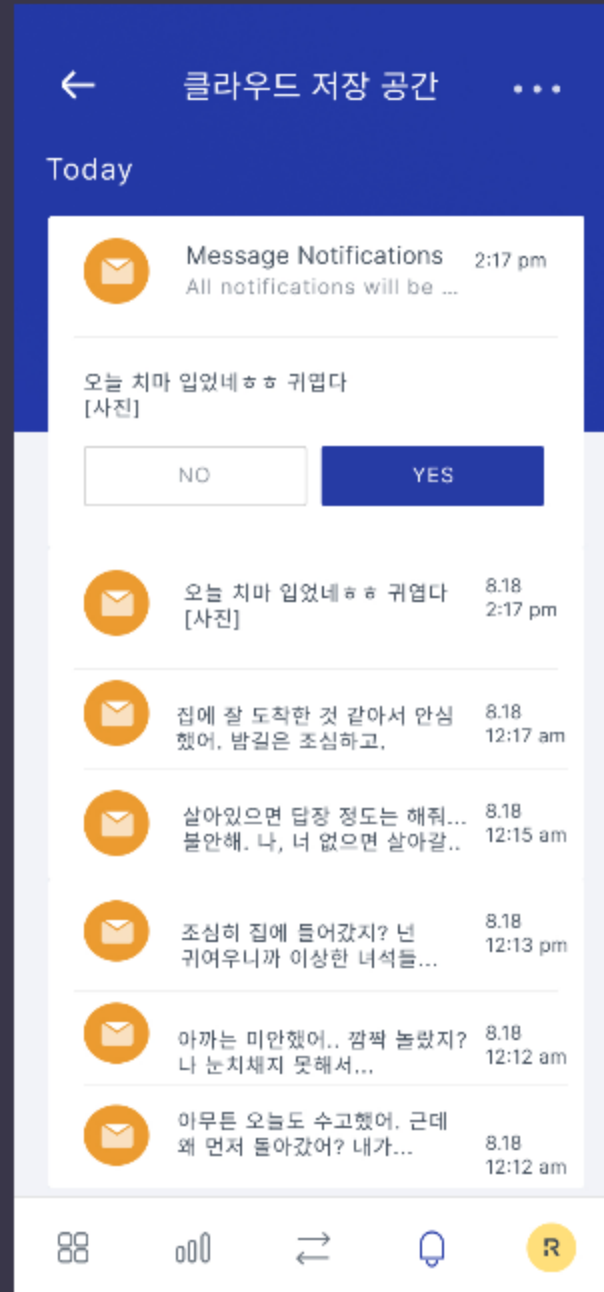 클라우드 저장 공간
Today
Message Notifications 2:17 pm
All notifications will be ...
오늘 치마 입었네ㅎㅎ 귀엽다
[사진]
NO YES
오늘 치마 입었네ㅎㅎ 귀엽다 8.18
[사진] 2:17 pm
집에 잘 도착한 것 같아서 안심 8.18
했어. 밤길은 조심하고. 12:17 am
살아있으면 답장 정도는 해줘... 8.18
불안해. 나, 너 없으면 살아갈.. 12:15 am
조심히 집에 들어갔지? 넌 8.18
귀여우니까 이상한 녀석들... 12:13 pm
아까는 미안했어.. 깜짝 놀랐지? 8.18
나 눈치채지 못해서... 12:12 am
아무튼 오늘도 수고했어. 근데
왜 먼저 돌아갔어? 내가... 8.18
12:12 am
R